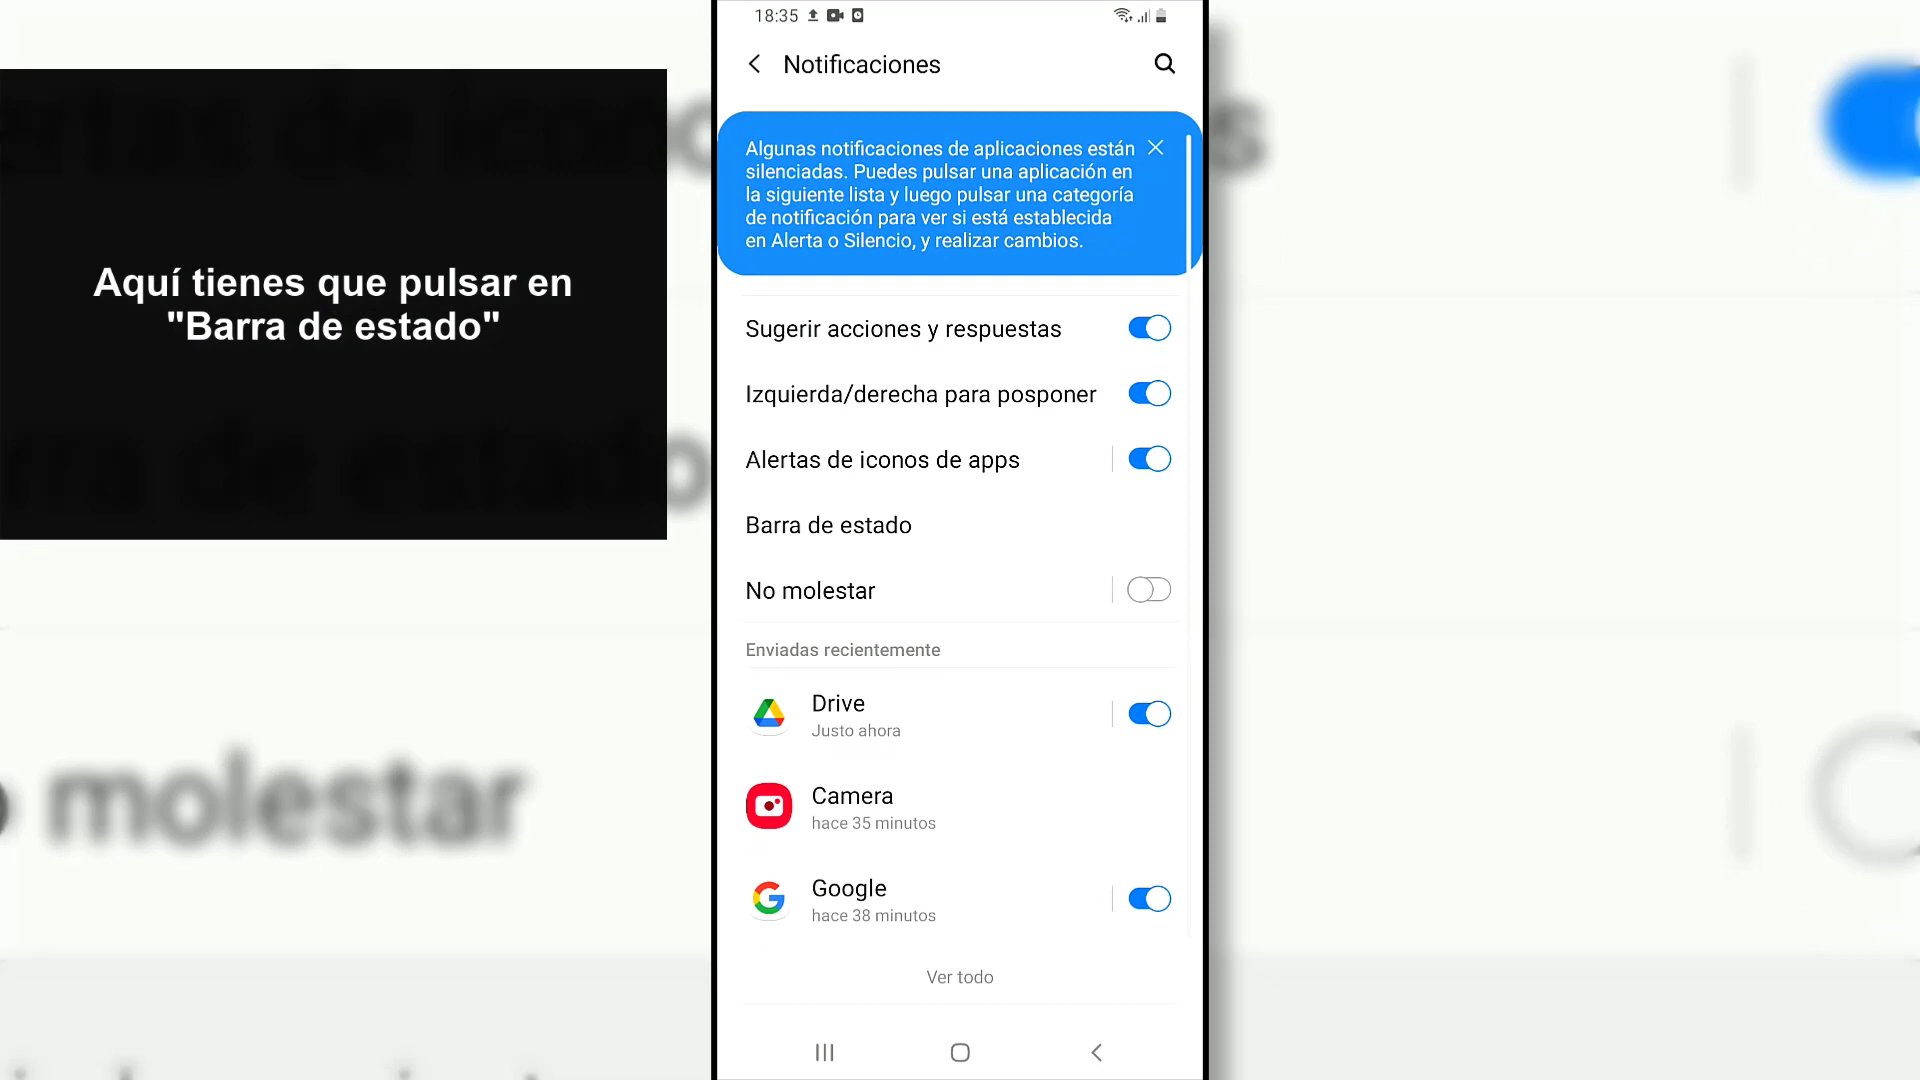 Aquí tienes que pulsar en
"Barra de estado"
18:35
Notificaciones
Algunas notificaciones de aplicaciones están
silenciadas. Puedes pulsar una aplicación en
la siguiente lista y luego pulsar una categoría
de notificación para ver si está establecida
en Alerta o Silencio, y realizar cambios.
Sugerir acciones y respuestas
Izquierda/derecha para posponer
Alertas de iconos de apps
Barra de estado
No molestar
Enviadas recientemente
Drive
Justo ahora
Camera
hace 35 minutos
Google
hace 38 minutos
Ver todo
molestar